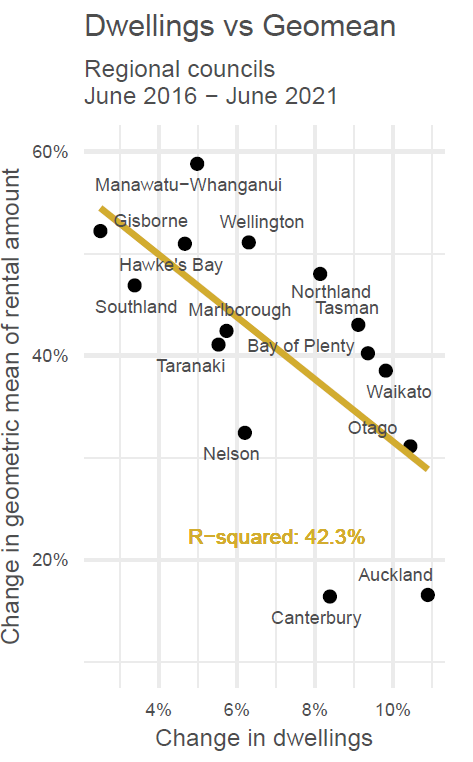 Dwellings vs Geomean
Regional councils
June 2016 − June 2021
Change in geometric mean of rental amount
60%
40%
20%
Manawatu−Whanganui
Gisborne
Wellington
Hawke's Bay
Northland
Southland
Marlborough
Tasman
Bay of Plenty
Taranaki
Waikato
Otago
Nelson
R−squared: 42.3%
Auckland
Canterbury
4%
6%
8%
10%
Change in dwellings